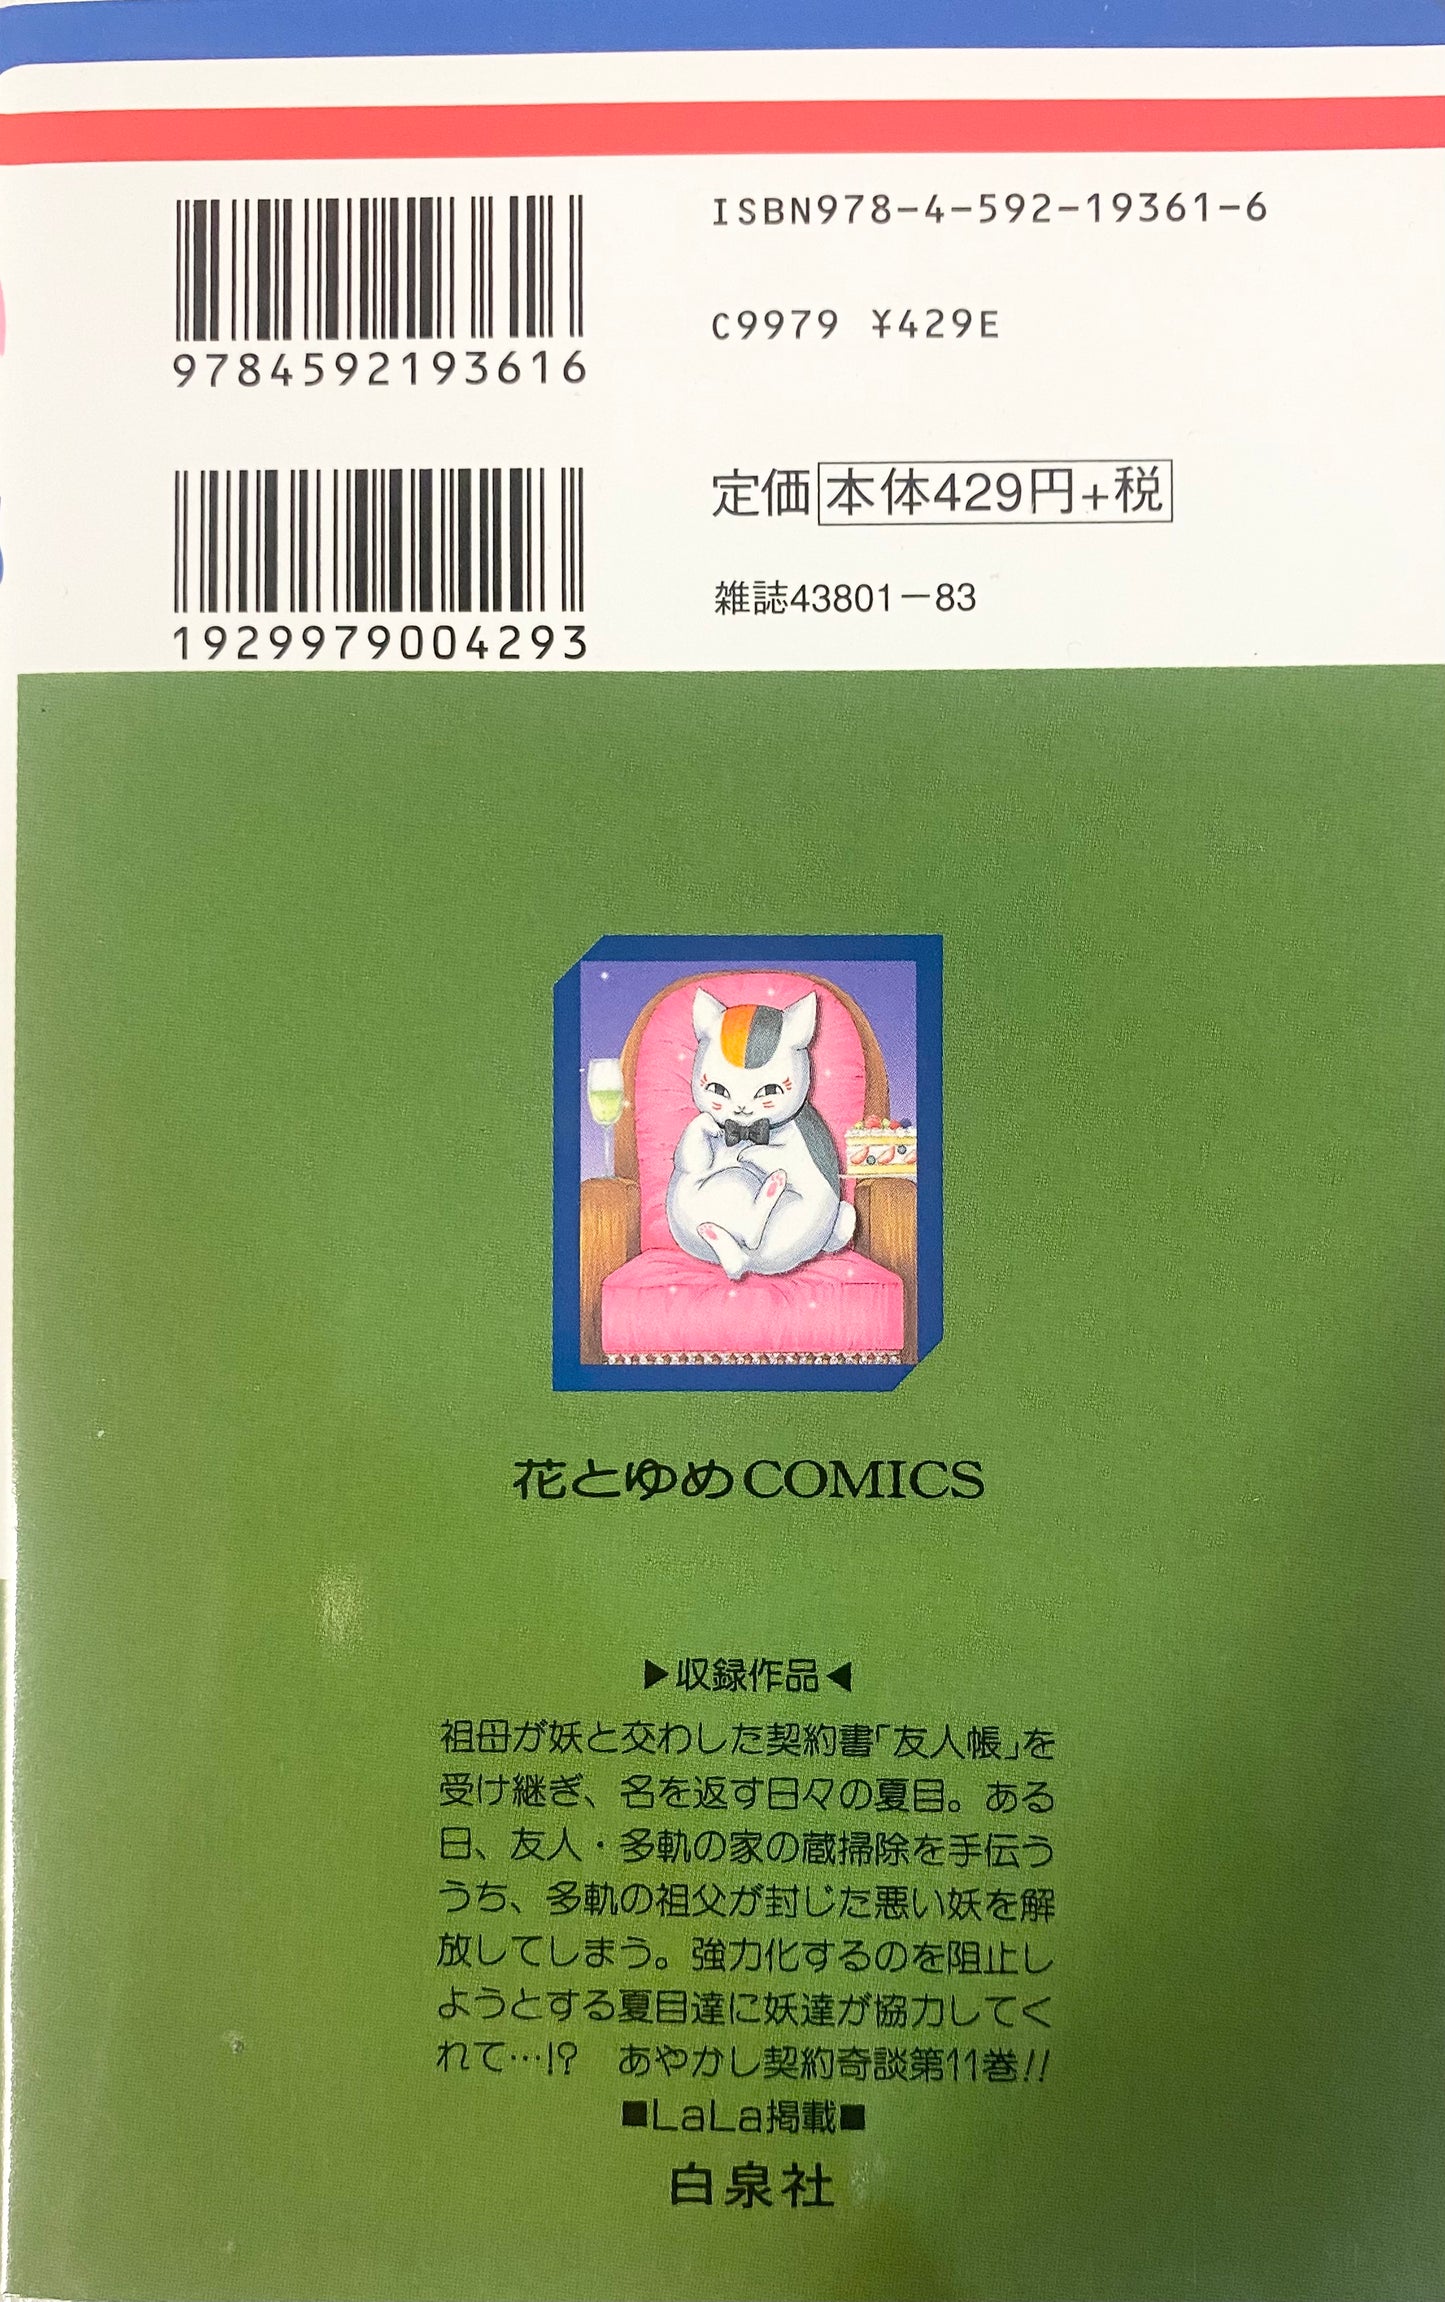 ISBN978-4-592-19361-6
9784592193616
C9979 ¥429E
定価 本体429円+税
雑誌43801-83
1929979004293
花とゆめCOMICS
▶収録作品◀
祖母が妖と交わした契約書「友人帳」を
受け継ぎ、名を返す日々の夏目。ある
日、友人・多軌の家の蔵掃除を手伝う
うち、多軌の祖父が封じた悪い妖を解
放してしまう。強力化するのを阻止し
ようとする夏目達に妖達が協力してく
れて…!? あやかし契約奇談第11巻!!
■LaLa掲載■
白泉社